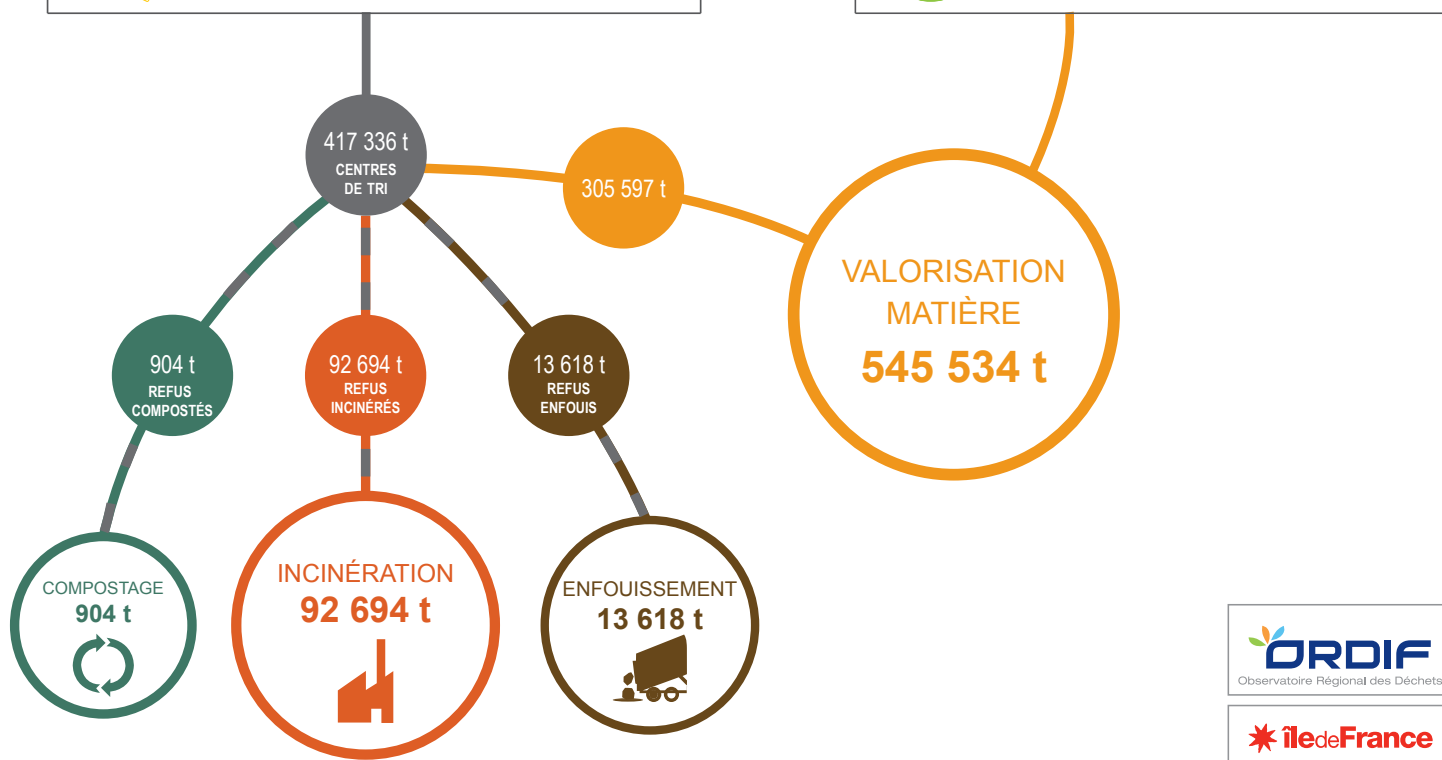 417 336 t
CENTRES
DE TRI
305 597 t
VALORISATION
MATIÈRE
545 534 t
904 t
REFUS
COMPOSTÉS
92 694 t
REFUS
INCINÉRÉS
13 618 t
REFUS
ENFOUIS
COMPOSTAGE
904 t
INCINÉRATION
92 694 t
ENFOUISSEMENT
13 618 t
ORDIF
Observatoire Régional des Déchets
îledeFrance